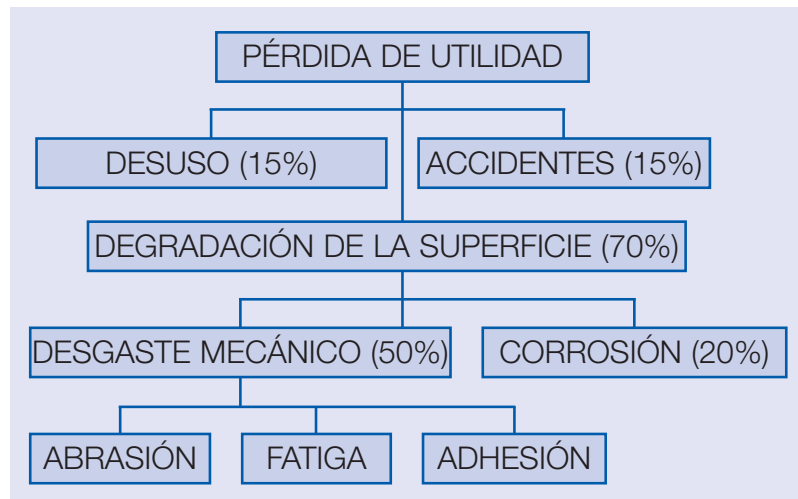 PÉRDIDA DE UTILIDAD
DESUSO (15%)
ACCIDENTES (15%)
DEGRADACIÓN DE LA SUPERFICIE (70%)
DESGASTE MECÁNICO (50%)
CORROSIÓN (20%)
ABRASIÓN
FATIGA
ADHESIÓN